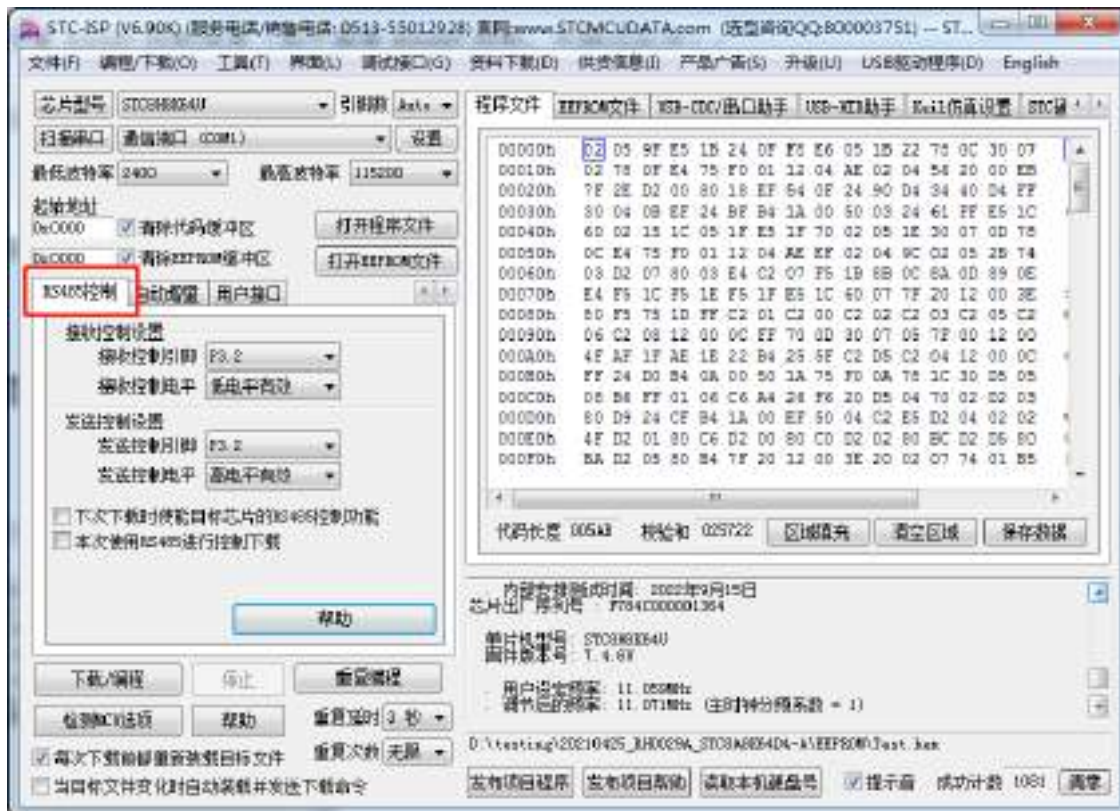 STC-ISP (V6.90K) (服务电话/销售电话: 0513-55012928) 官网:www.STCMCUDATA.com (选型咨询QQ:800003751) -- ST...
文件(F) 编程/下载(O) 工具(T) 界面(L) 调试接口(G) 资料下载(D) 供货信息(I) 产品广告(S) 升级(U) USB驱动程序(D) English
芯片型号 STC8H8K64U 引脚数 Auto
扫描串口 通信端口 (COM1) 设置
最低波特率 2400 最高波特率 115200
起始地址
0x0000 清除代码缓冲区 打开程序文件
0x0000 清除EEPROM缓冲区 打开EEPROM文件
RS485控制 自动增量 用户接口
接收控制设置
接收控制引脚 P3.2
接收控制电平 低电平有效
发送控制设置
发送控制引脚 P3.2
发送控制电平 高电平有效
下次下载时使能目标芯片的RS485控制功能
本次使用RS485进行控制下载
帮助
下载/编程 停止 重复编程
检测MCU选项 帮助 重复延时 3 秒
每次下载前都重新装载目标文件 重复次数 无限
当目标文件变化时自动装载并发送下载命令
程序文件 EEPROM文件 USB-CDC/串口助手 USB-HID助手 Keil仿真设置
00000h 02 05 9F E5 1B 24 0F F8 E6 05 1B 22 78 0C 30 07
00010h 02 78 0F E4 75 F0 01 12 04 AE 02 04 54 20 00 EB
00020h 7F 2E D2 00 80 18 EF 54 0F 24 90 D4 34 40 D4 FF
00030h 30 04 0B EF 24 BF B4 1A 00 50 03 24 61 FF E5 1C
00040h 60 02 15 1C 05 1F E5 1F 70 02 05 1E 30 07 0D 78
00050h 0C E4 75 F0 01 12 04 AE EF 02 04 9C 02 05 2B 74
00060h 03 D2 07 80 03 E4 C2 07 F5 1B 8B 0C 8A 0D 89 0E
00070h E4 F5 1C F5 1E F5 1F E5 1C 60 07 7F 20 12 00 3E
00080h 80 F5 75 1D FF C2 01 C2 00 C2 02 C2 03 C2 05 C2
00090h 06 C2 08 12 00 0C FF 70 0D 30 07 05 7F 00 12 00
000A0h 4F AF 1F AE 1E 22 B4 25 5F C2 D5 C2 04 12 00 0C
000B0h FF 24 D0 B4 0A 00 50 1A 75 F0 0A 78 1C 30 D5 05
000C0h 08 B6 FF 01 06 C6 A4 26 F6 20 D5 04 70 02 D2 03
000D0h 80 D9 24 CF B4 1A 00 EF 50 04 C2 E5 D2 04 02 02
000E0h 4F D2 01 80 C6 D2 00 80 C0 D2 02 80 BC D2 D5 80
000F0h BA D2 05 80 B4 7F 20 12 00 3E 20 02 07 74 01 B5
代码长度 005AB 校验和 025722 区域填充 清空区域 保存数据
内部安排测试时间: 2022年9月15日
芯片出厂序列号 : F784C000001364
单片机型号: STC8H8K64U
固件版本号: 7.4.6U
用户设定频率: 11.059MHz
调节后的频率: 11.071MHz (主时钟分频系数 = 1)
D:\testing\20210425_RH0029A_STC8A8K64D4-A\EEPROM\Test.hex
发布项目程序 发布项目帮助 读取本机硬盘号 提示音 成功计数 1081 清零